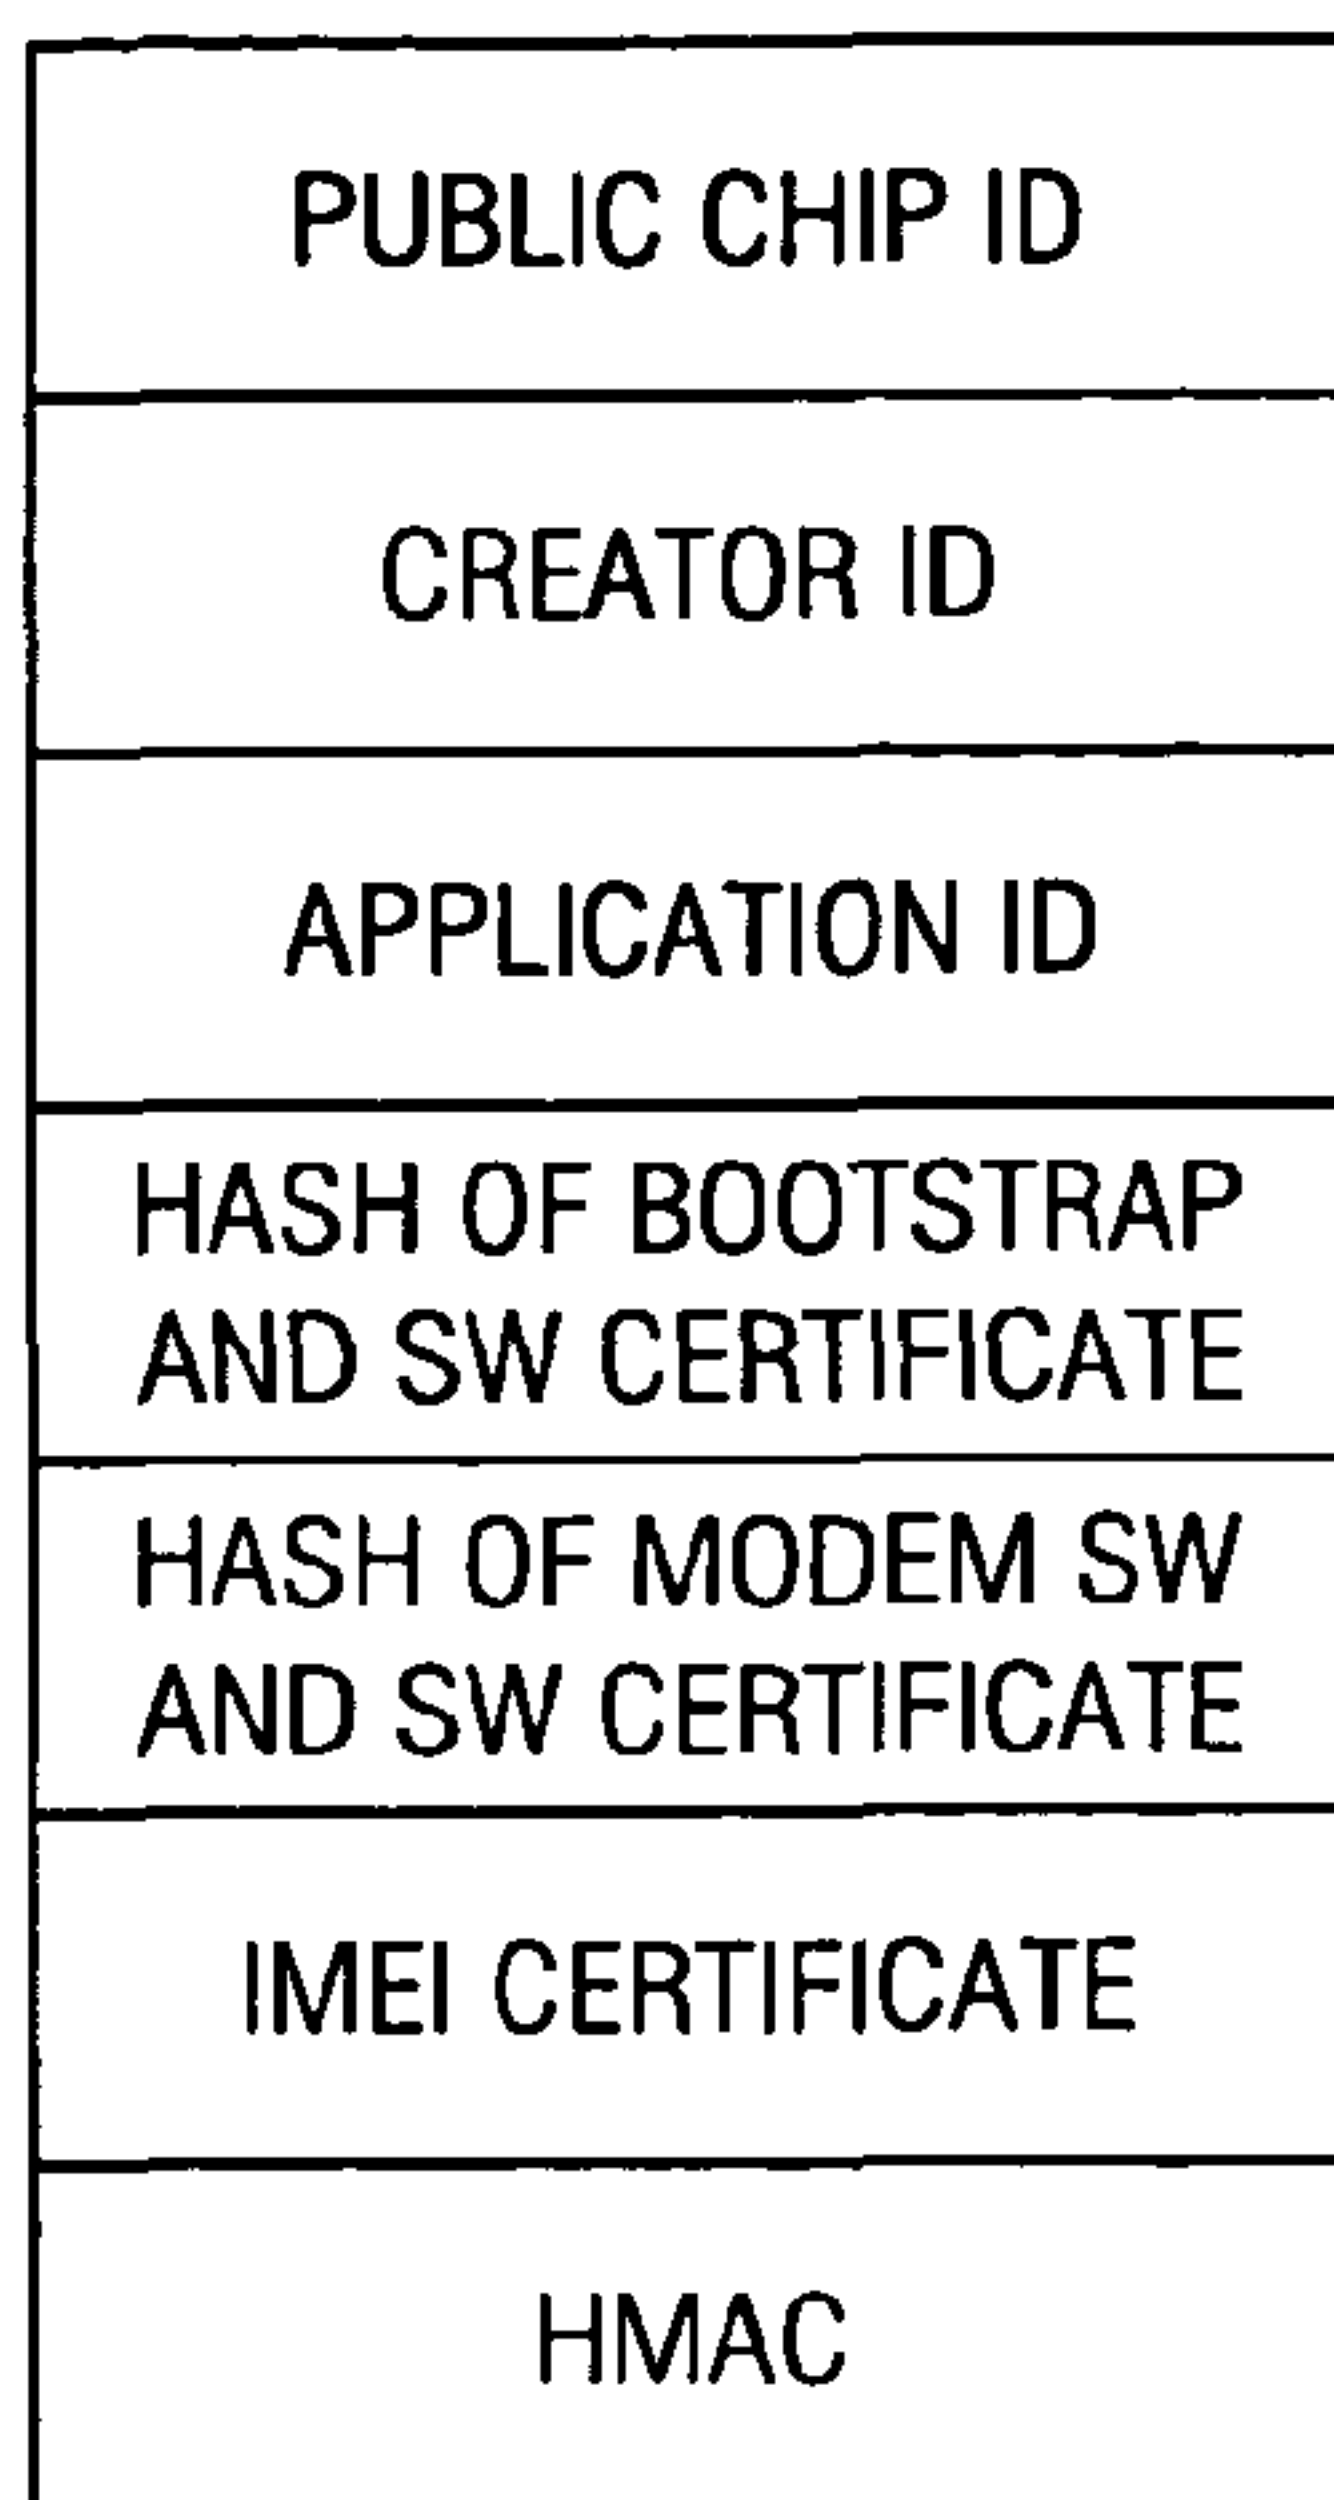 PUBLIC CHIP ID
CREATOR ID
APPLICATION ID
HASH OF BOOTSTRAP
AND SW CERTIFICATE
HASH OF MODEM SW
AND SW CERTIFICATE
IMEI CERTIFICATE
HMAC